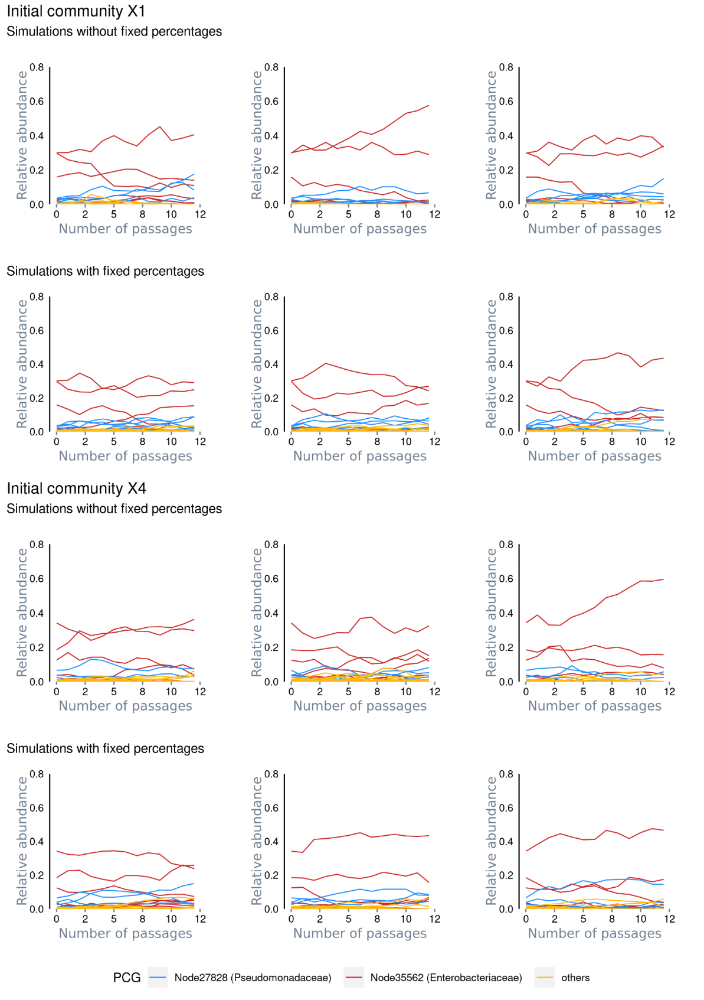 Initial community X1
Simulations without fixed percentages
Relative abundance
0.8
0.6
0.4
0.2
0.0
0 2 5 8 10 12
Number of passages
Relative abundance
0.8
0.6
0.4
0.2
0.0
0 2 5 8 10 12
Number of passages
Relative abundance
0.8
0.6
0.4
0.2
0.0
0 2 5 8 10 12
Number of passages
Simulations with fixed percentages
Relative abundance
0.8
0.6
0.4
0.2
0.0
0 2 5 8 10 12
Number of passages
Relative abundance
0.8
0.6
0.4
0.2
0.0
0 2 5 8 10 12
Number of passages
Relative abundance
0.8
0.6
0.4
0.2
0.0
0 2 5 8 10 12
Number of passages
Initial community X4
Simulations without fixed percentages
Relative abundance
0.8
0.6
0.4
0.2
0.0
0 2 5 8 10 12
Number of passages
Relative abundance
0.8
0.6
0.4
0.2
0.0
0 2 5 8 10 12
Number of passages
Relative abundance
0.8
0.6
0.4
0.2
0.0
0 2 5 8 10 12
Number of passages
Simulations with fixed percentages
Relative abundance
0.8
0.6
0.4
0.2
0.0
0 2 5 8 10 12
Number of passages
Relative abundance
0.8
0.6
0.4
0.2
0.0
0 2 5 8 10 12
Number of passages
Relative abundance
0.8
0.6
0.4
0.2
0.0
0 2 5 8 10 12
Number of passages
PCG Node27828 (Pseudomonadaceae) Node35562 (Enterobacteriaceae) others